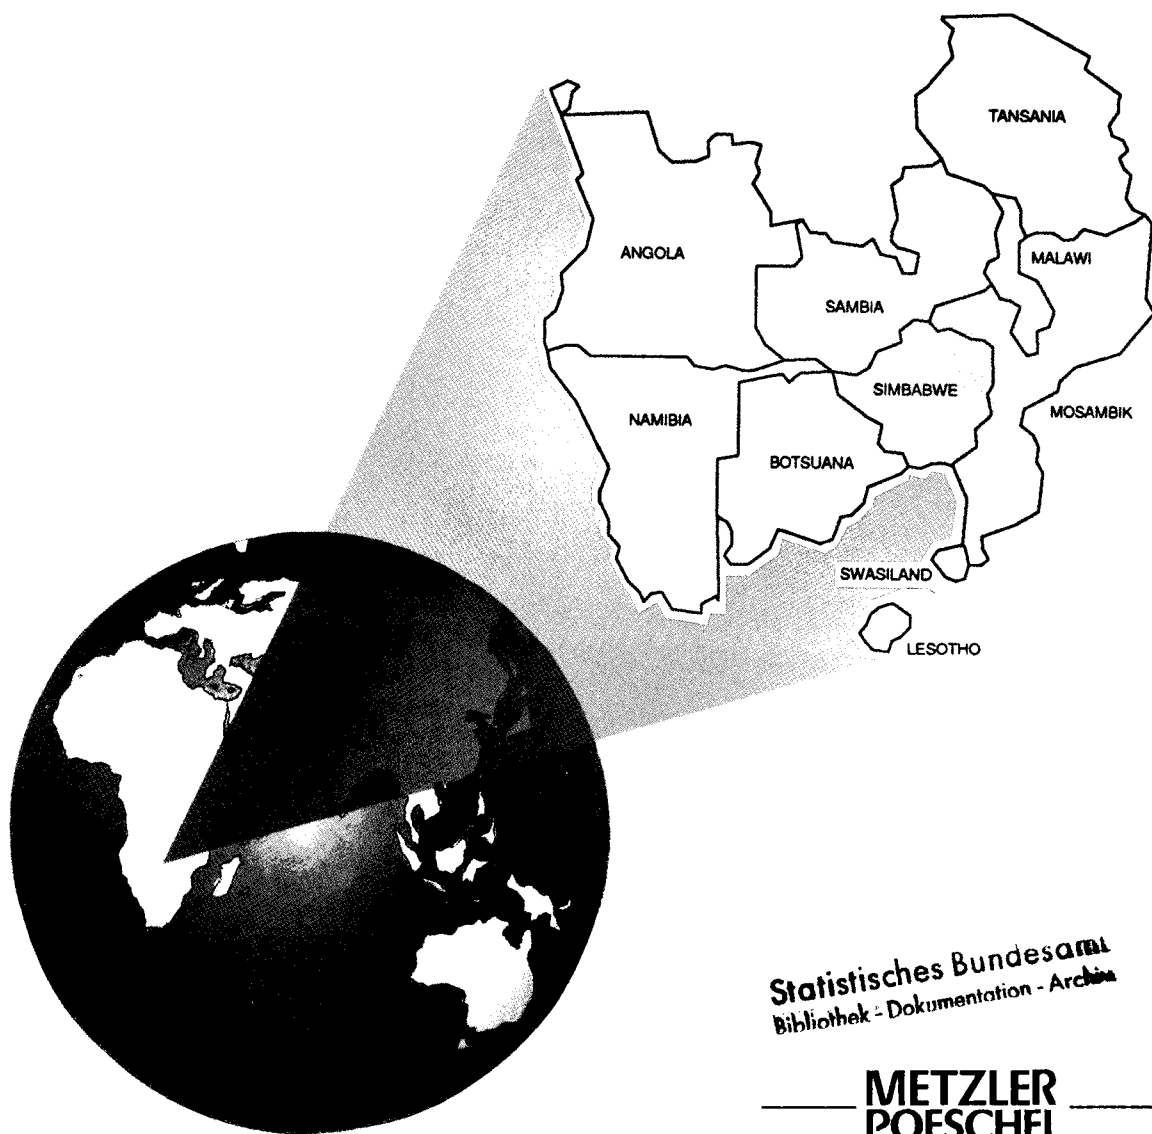 TANSANIA
ANGOLA
MALAWI
SAMBIA
SIMBABWE
NAMIBIA
MOSAMBIK
BOTSUANA
SWASILAND
LESOTHO
Statistisches Bundesamt
Bibliothek - Dokumentation - Archiv
METZLER
POESCHEL